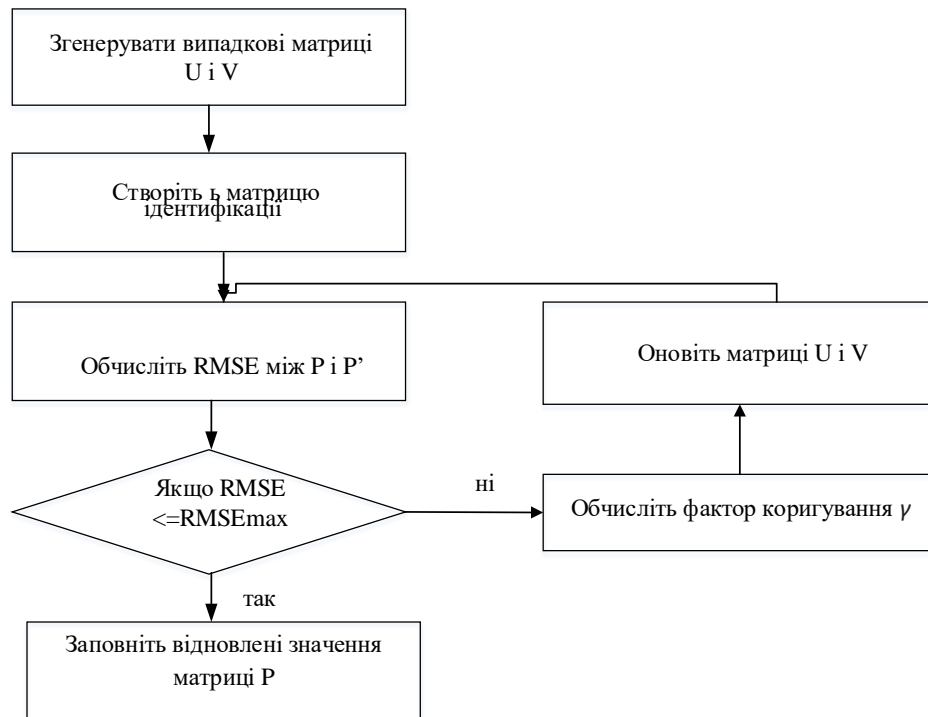 Згенерувати випадкові матриці
U і V
Створіть ь матрицю
ідентифікації
Обчисліть RMSE між P і P’
Оновіть матриці U і V
Якщо RMSE
<=RMSEmax
ні
Обчисліть фактор коригування γ
так
Заповніть відновлені значення
матриці P